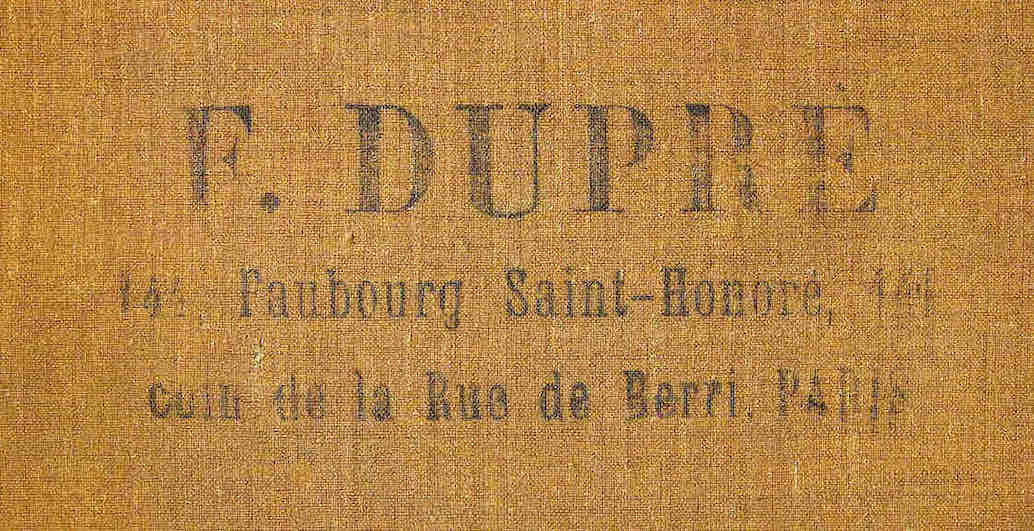 F. DUPRÉ
141, Faubourg Saint-Honoré, 141
coin de la Rue de Berri. PARIS